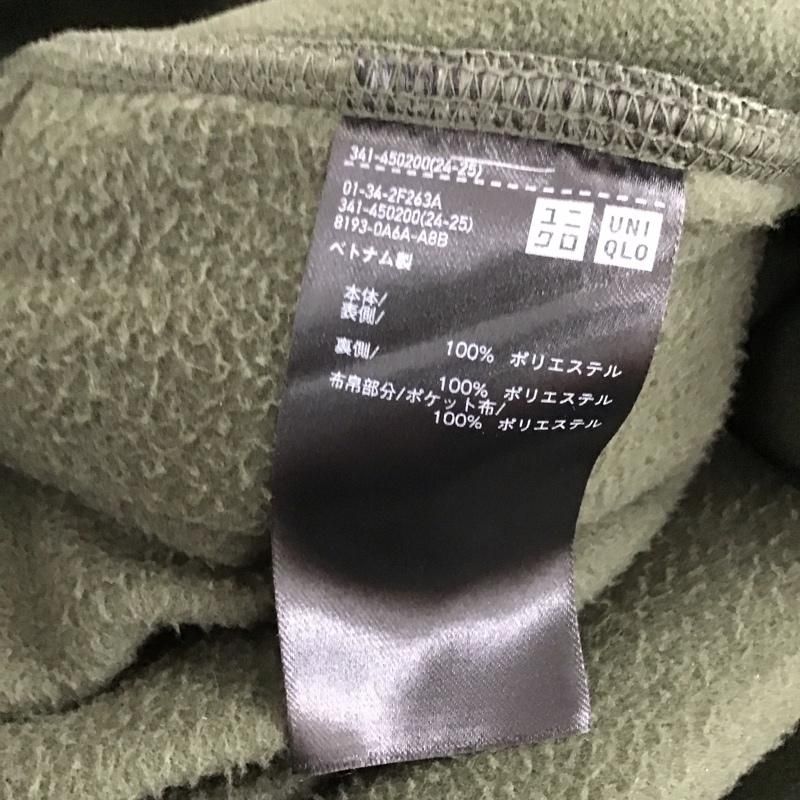 341-450200(24-25)
01-34-2F263A
341-450200(24-25)
8193-0A6A-A8B
ベトナム製
ユニ
クロ
UNI
QLO
本体/
表側/
100% ポリエステル
裏側/
100% ポリエステル
布帛部分/ポケット布/
100% ポリエステル